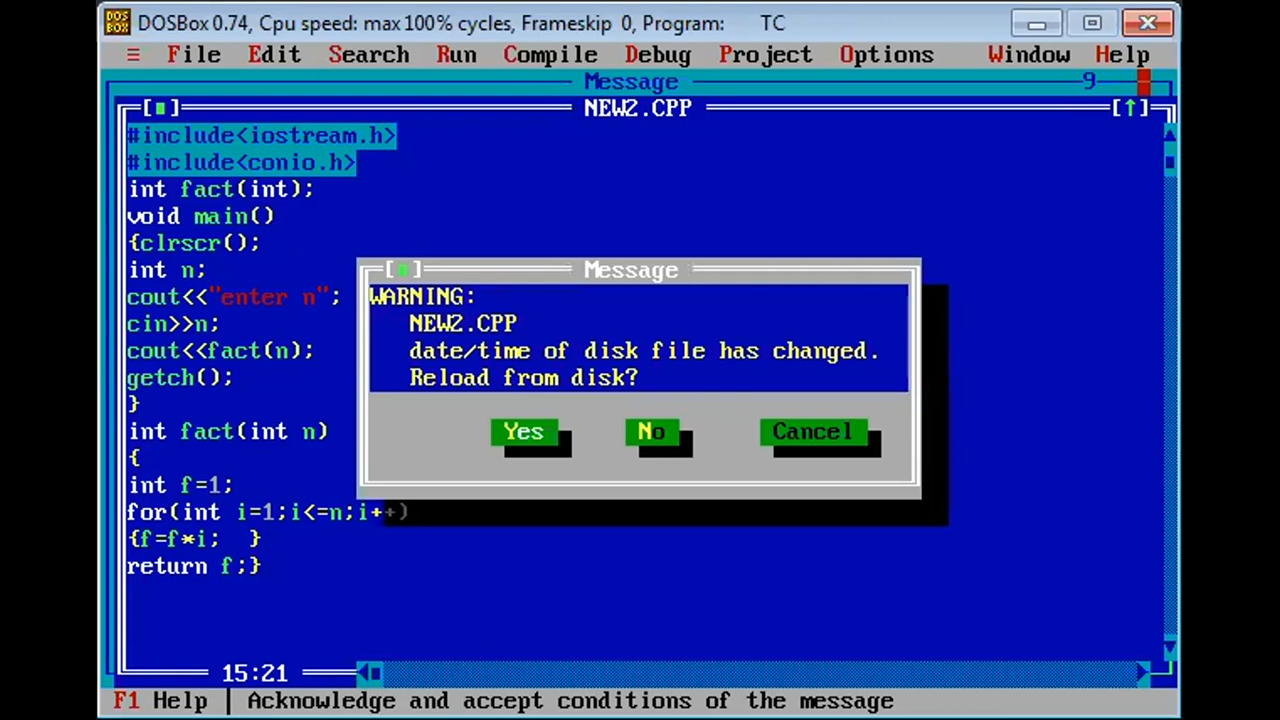 DOS BOX
DOSBox 0.74, Cpu speed: max 100% cycles, Frameskip 0, Program: TC
≡ File Edit Search Run Compile Debug Project Options Window Help
Message 9
[■] NEW2.CPP [↑]
#include<iostream.h>
#include<conio.h>
int fact(int);
void main()
{clrscr();
int n;
cout<<"enter n";
cin>>n;
cout<<fact(n);
getch();
}
int fact(int n)
{
int f=1;
for(int i=1;i<=n;i++)
{f=f*i;  }
return f;}
[■] Message
WARNING:
NEW2.CPP
date/time of disk file has changed.
Reload from disk?
Yes No Cancel
15:21
F1 Help | Acknowledge and accept conditions of the message